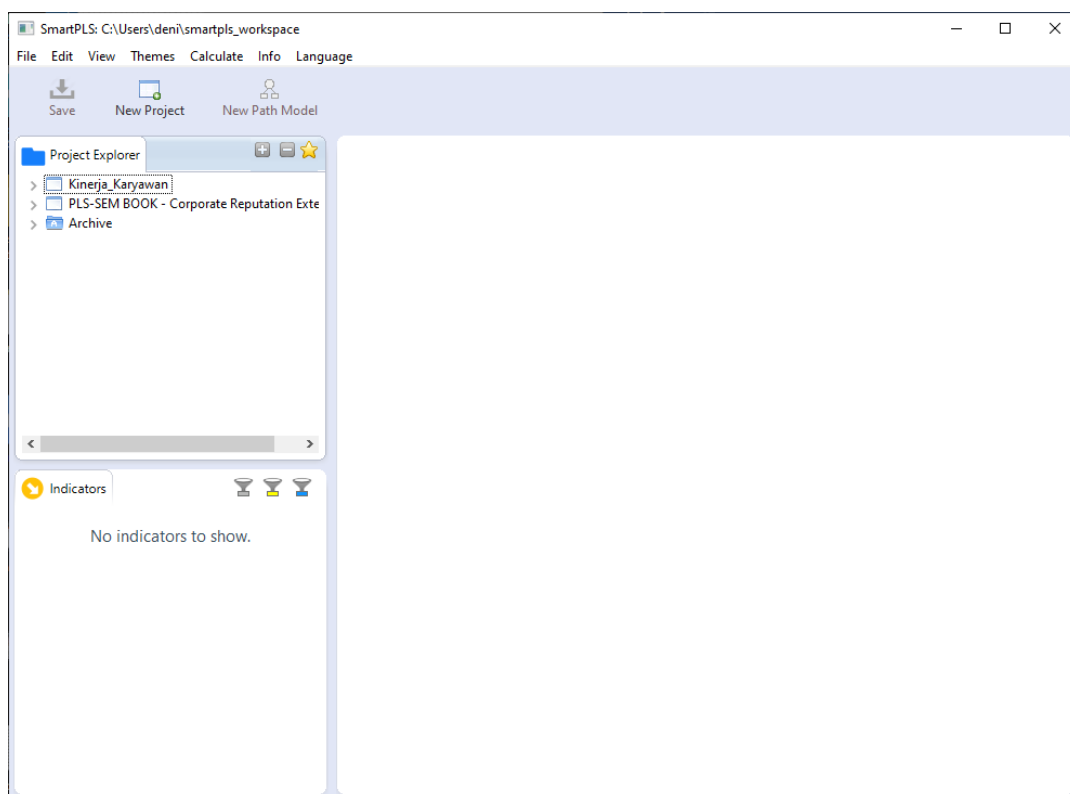 SmartPLS: C:\Users\deni\smartpls_workspace
File Edit View Themes Calculate Info Language
Save New Project New Path Model
Project Explorer
Kinerja_Karyawan
PLS-SEM BOOK - Corporate Reputation Exte
Archive
Indicators
No indicators to show.